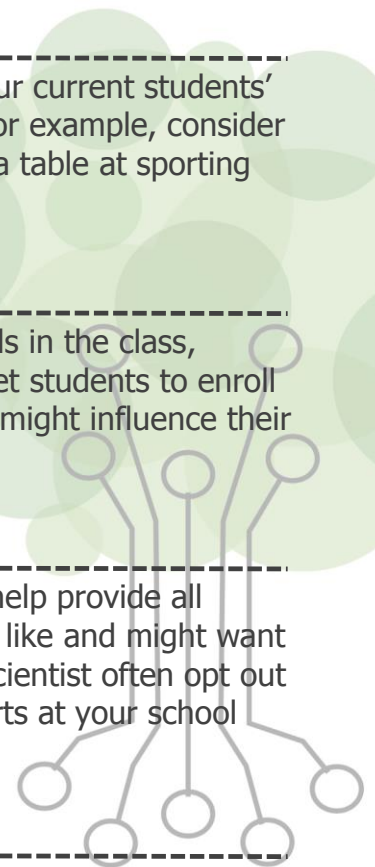 ur current students’
or example, consider
a table at sporting
ls in the class,
et students to enroll
might influence their
help provide all
like and might want
cientist often opt out
rts at your school